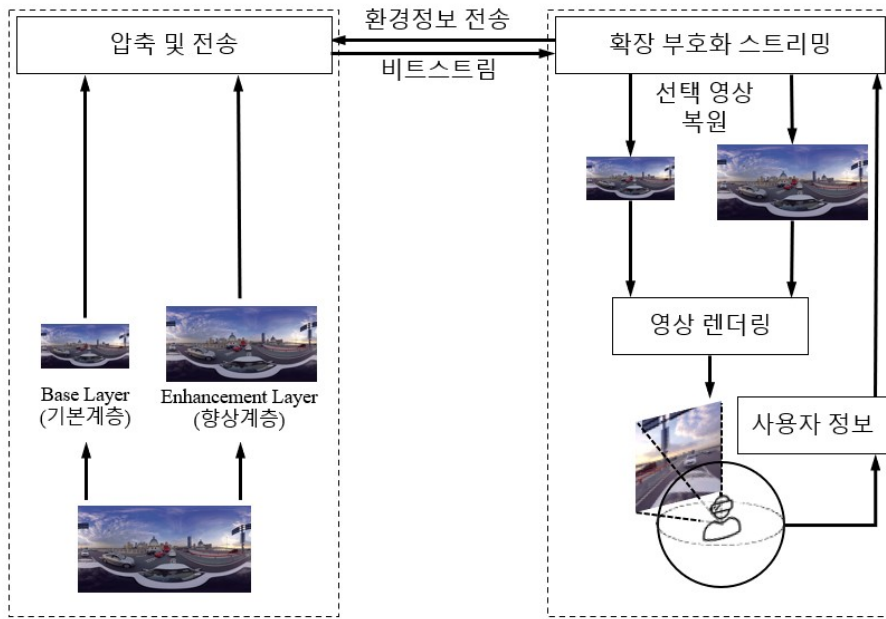 압축 및 전송
환경정보 전송
비트스트림
확장 부호화 스트리밍
선택 영상
복원
영상 렌더링
Base Layer
(기본계층)
Enhancement Layer
(향상계층)
사용자 정보